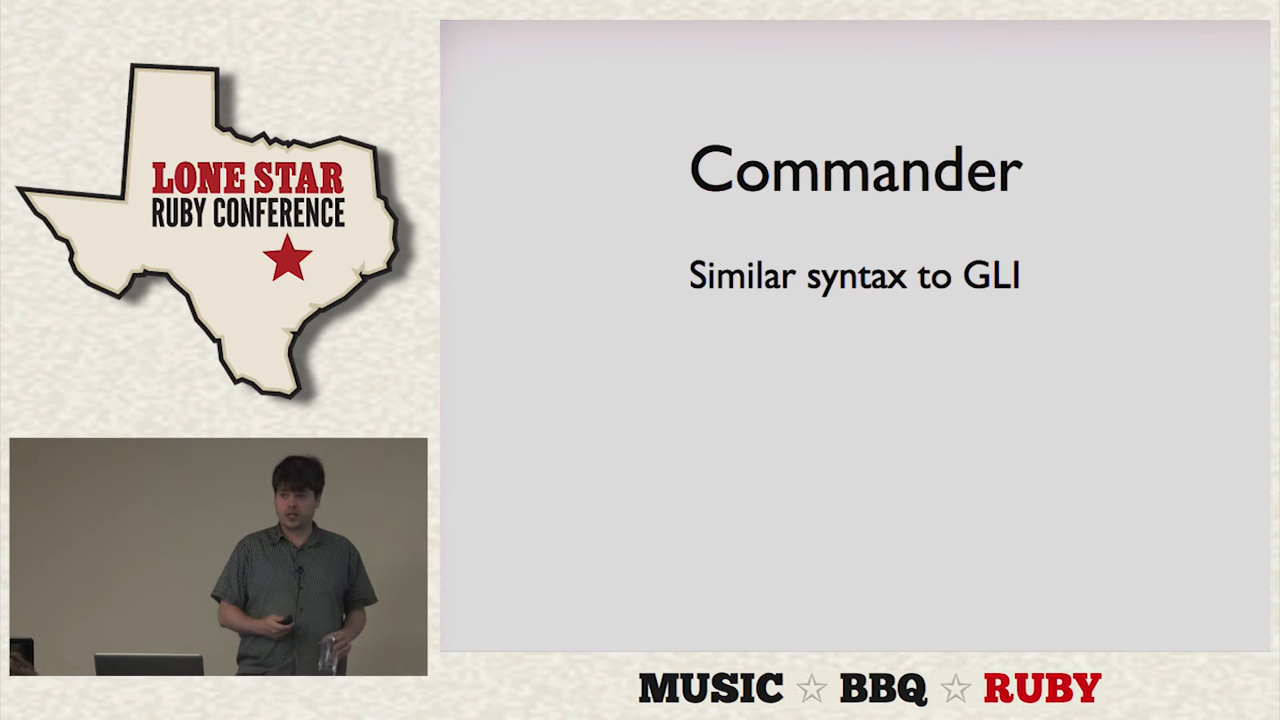 LONE STAR
RUBY CONFERENCE
Commander
Similar syntax to GLI
MUSIC ☆ BBQ ☆ RUBY